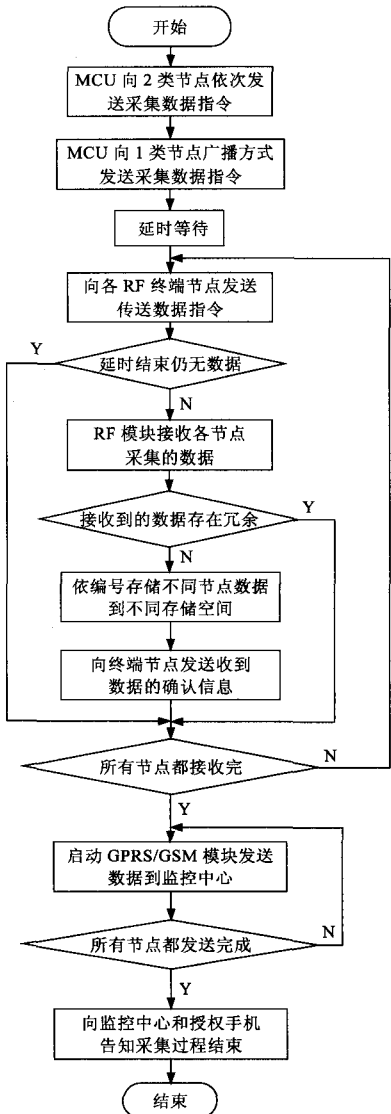 开始
MCU 向 2 类节点依次发
送采集数据指令
MCU 向 1 类节点广播方式
发送采集数据指令
延时等待
向各 RF 终端节点发送
传送数据指令
Y
延时结束仍无数据
N
RF 模块接收各节点
采集的数据
接收到的数据存在冗余
Y
N
依编号存储不同节点数据
到不同存储空间
向终端节点发送收到
数据的确认信息
所有节点都接收完
N
Y
启动 GPRS/GSM 模块发送
数据到监控中心
所有节点都发送完成
N
Y
向监控中心和授权手机
告知采集过程结束
结束